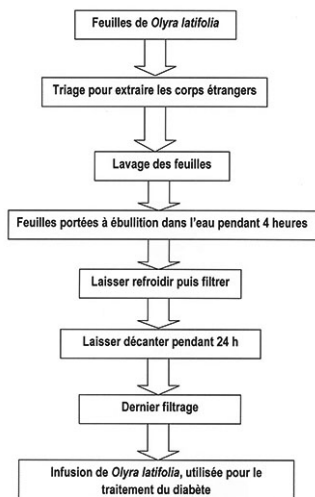 Feuilles de Olyra latifolia
Triage pour extraire les corps étrangers
Lavage des feuilles
Feuilles portées à ébullition dans l'eau pendant 4 heures
Laisser refroidir puis filtrer
Laisser décanter pendant 24 h
Dernier filtrage
Infusion de Olyra latifolia, utilisée pour le
traitement du diabète